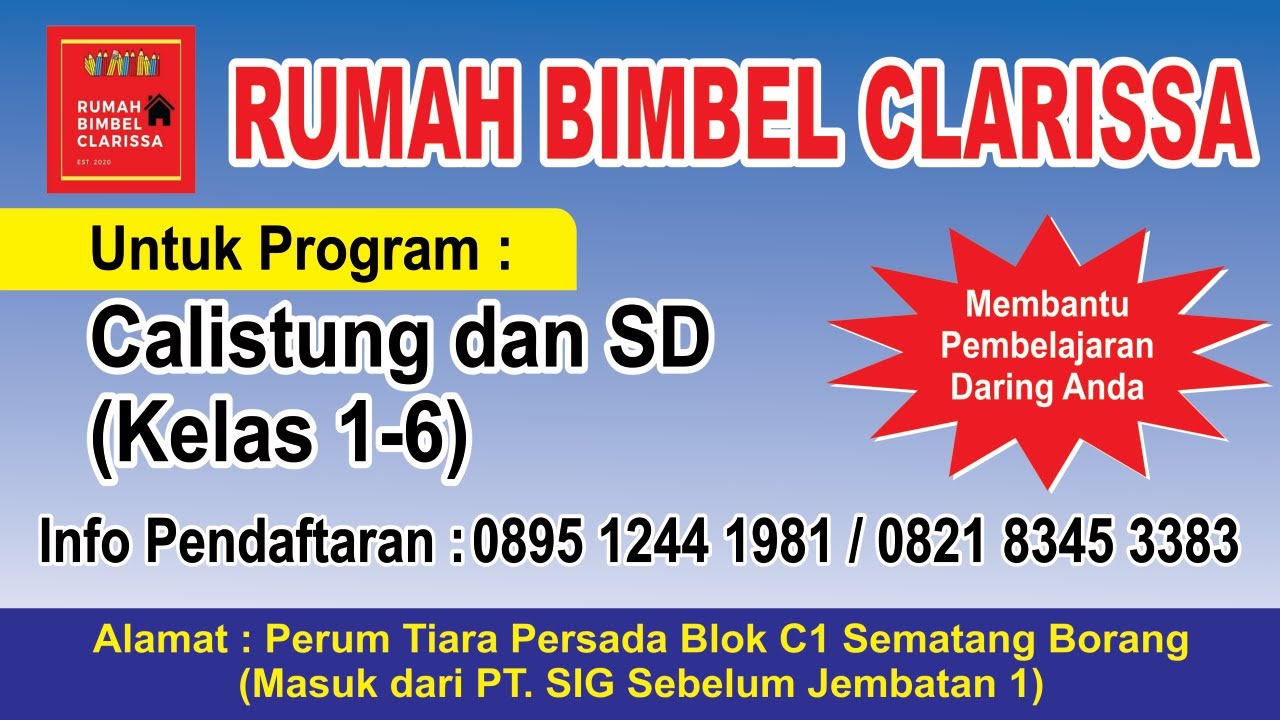 RUMAH
BIMBEL
CLARISSA
EST. 2020
RUMAH BIMBEL CLARISSA
Untuk Program :
Calistung dan SD
(Kelas 1-6)
Membantu
Pembelajaran
Daring Anda
Info Pendaftaran : 0895 1244 1981 / 0821 8345 3383
Alamat : Perum Tiara Persada Blok C1 Sematang Borang
(Masuk dari PT. SIG Sebelum Jembatan 1)